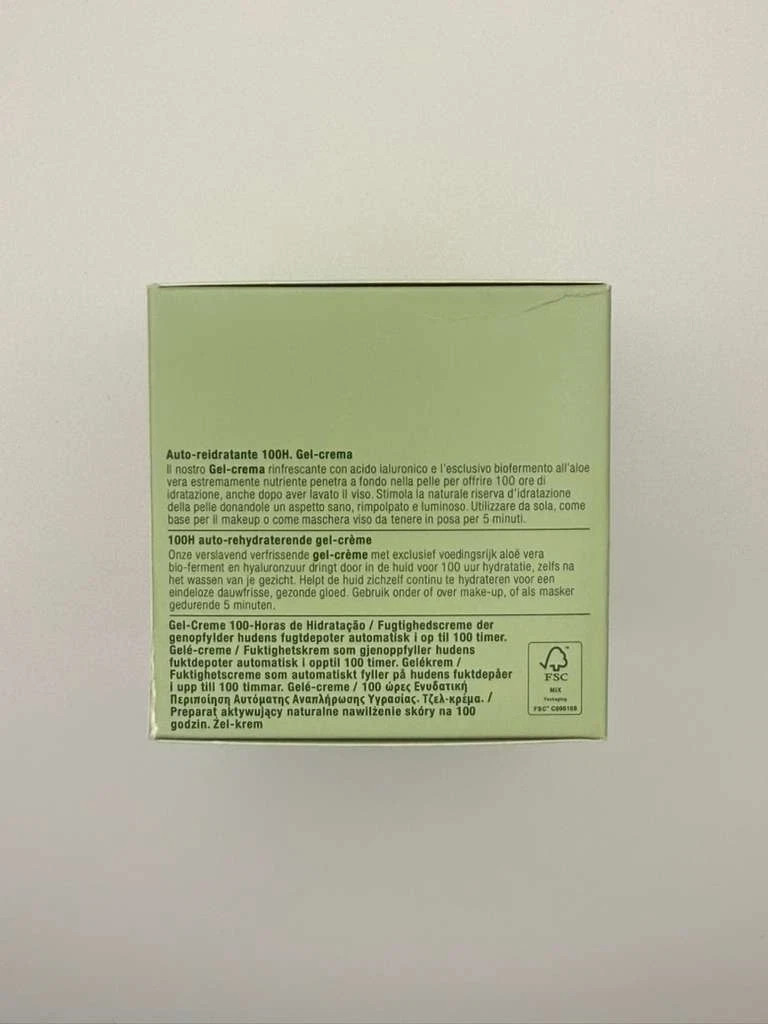 Auto-reidratante 100H. Gel-crema
Il nostro Gel-crema rinfrescante con acido ialuronico e l'esclusivo biofermento all'aloe
vera estremamente nutriente penetra a fondo nella pelle per offrire 100 ore di
idratazione, anche dopo aver lavato il viso. Stimola la naturale riserva d'idratazione
della pelle donandole un aspetto sano, rimpolpato e luminoso. Utilizzare da sola, come
base per il makeup o come maschera viso da tenere in posa per 5 minuti.
100H auto-rehydraterende gel-crème
Onze verslavend verfrissende gel-crème met exclusief voedingsrijk aloë vera
bio-ferment en hyaluronzuur dringt door in de huid voor 100 uur hydratatie, zelfs na
het wassen van je gezicht. Helpt de huid zichzelf continu te hydrateren voor een
eindeloze dauwfrisse, gezonde gloed. Gebruik onder of over make-up, of als masker
gedurende 5 minuten.
Gel-Creme 100-Horas de Hidratação / Fugtighedscreme der
genopfylder hudens fugtdepoter automatisk i op til 100 timer.
Gelé-creme / Fuktighetskrem som gjenoppfyller hudens
fuktdepoter automatisk i opptil 100 timer. Gelékrem /
Fuktighetscreme som automatiskt fyller på hudens fuktdepåer
i upp till 100 timmar. Gelé-creme / 100 ώρες Ενυδατική
Περιποίηση Αυτόματης Αναπλήρωσης Υγρασίας. Τζελ-κρέμα. /
Preparat aktywujący naturalne nawilżenie skóry na 100
godzin. Żel-krem
FSC
MIX
Packaging